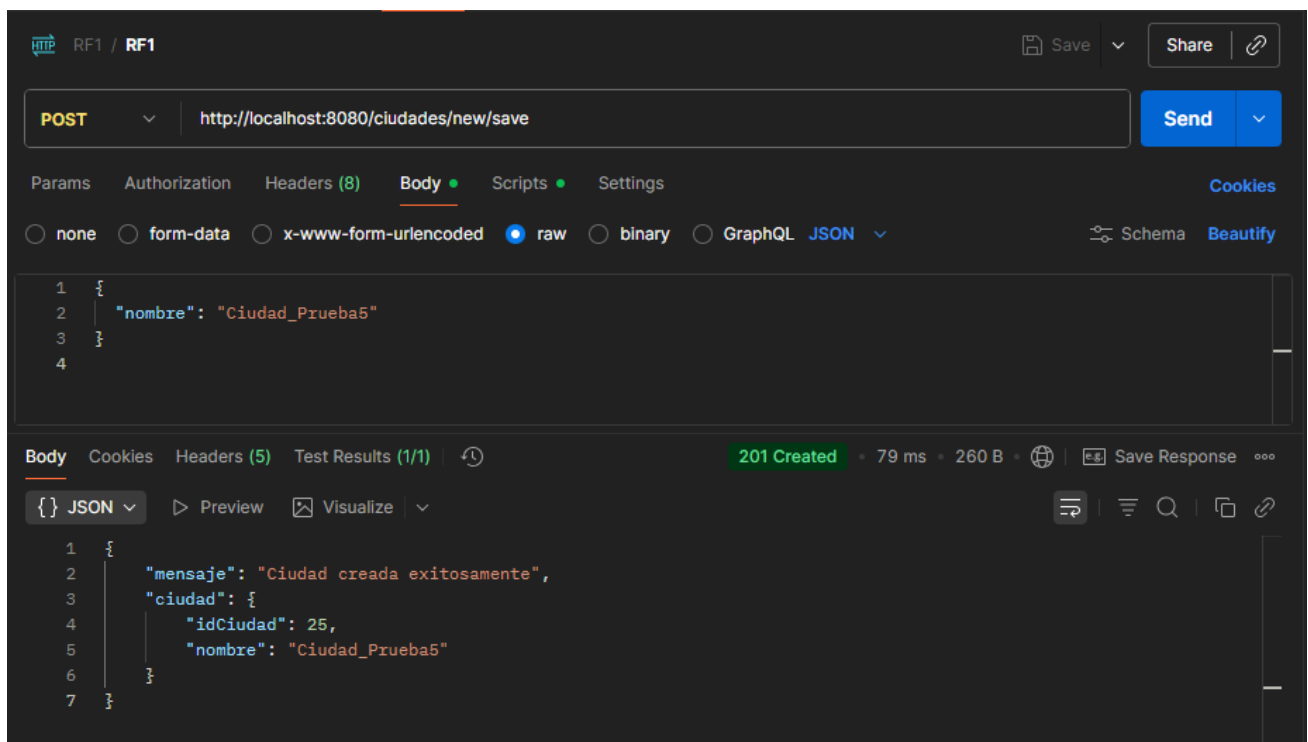 HTTP RF1 / RF1 Save Share
POST http://localhost:8080/ciudades/new/save Send
Params Authorization Headers (8) Body Scripts Settings Cookies
none form-data x-www-form-urlencoded raw binary GraphQL JSON Schema Beautify
1 {
2 "nombre": "Ciudad_Prueba5"
3 }
4
Body Cookies Headers (5) Test Results (1/1) 201 Created 79 ms 260 B e.g. Save Response
{} JSON Preview Visualize
1 {
2 "mensaje": "Ciudad creada exitosamente",
3 "ciudad": {
4 "idCiudad": 25,
5 "nombre": "Ciudad_Prueba5"
6 }
7 }